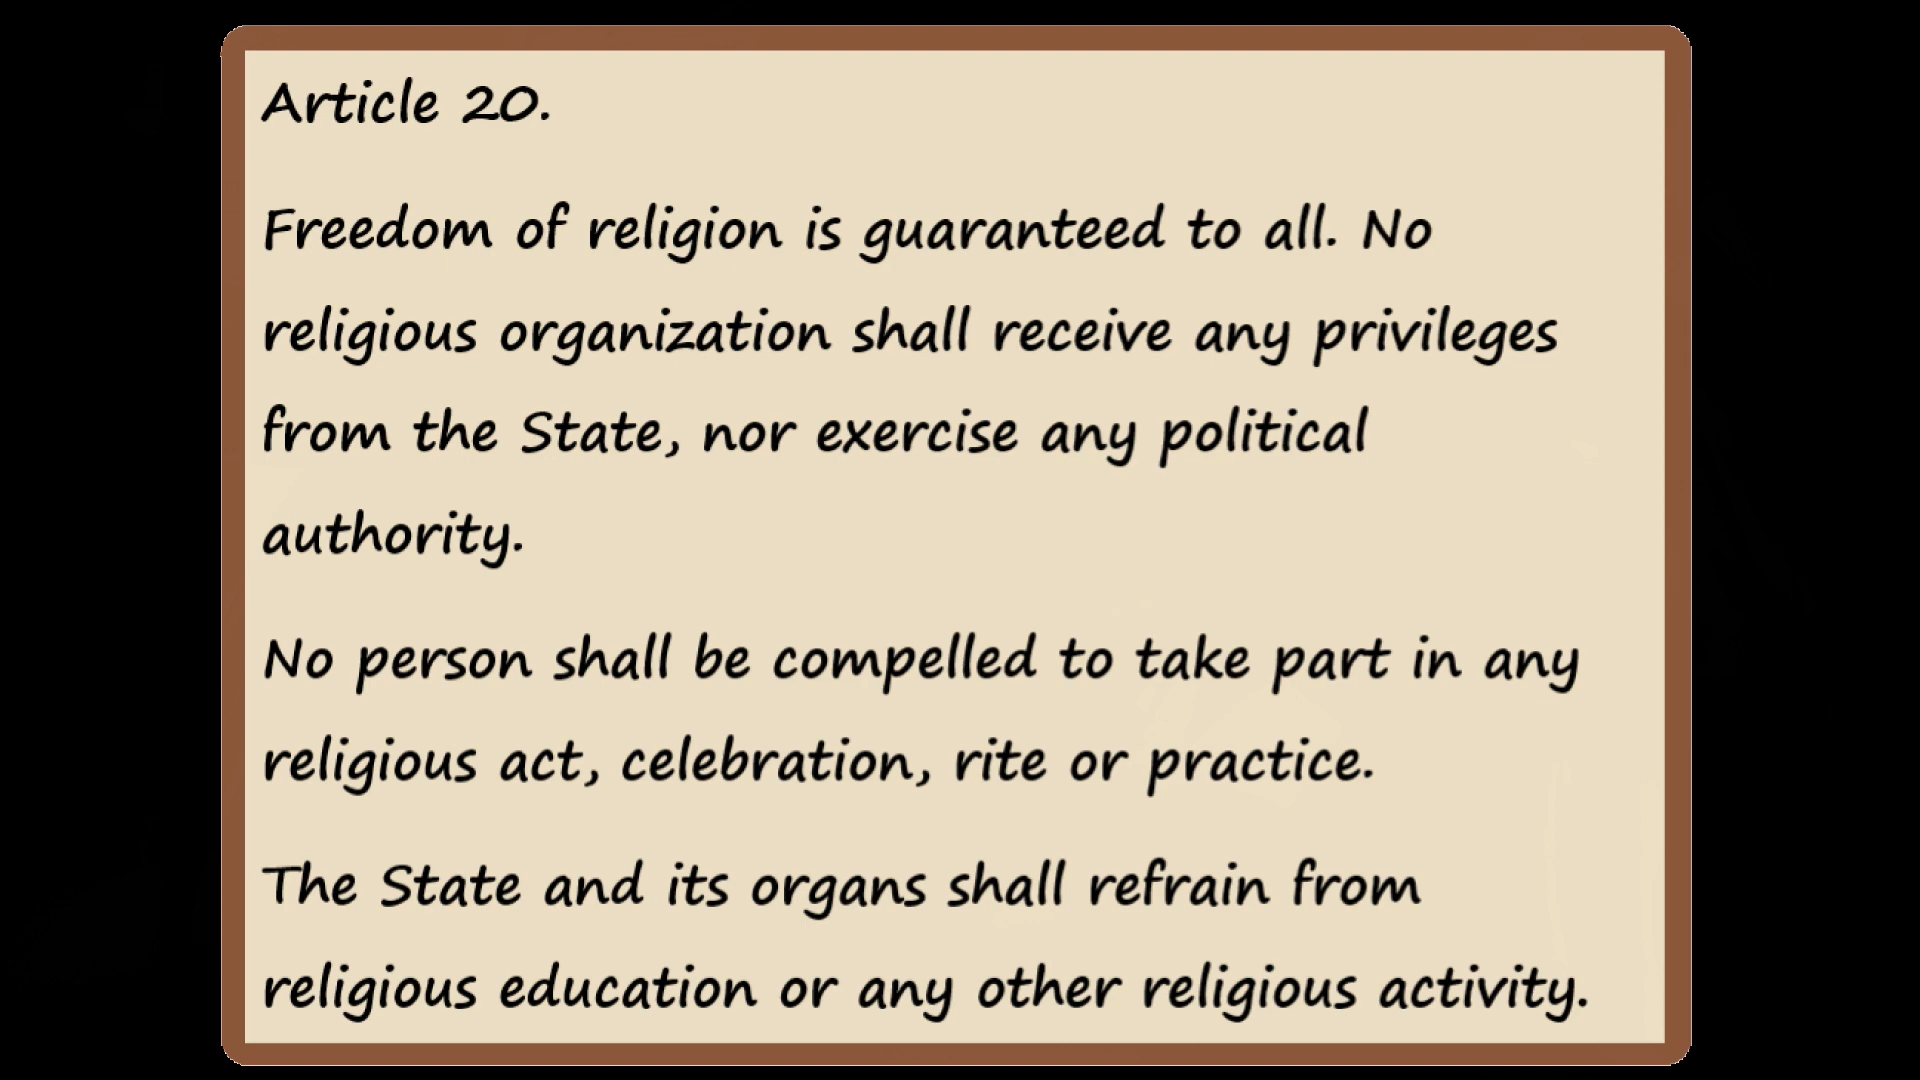 Article 20.
Freedom of religion is guaranteed to all. No
religious organization shall receive any privileges
from the State, nor exercise any political
authority.
No person shall be compelled to take part in any
religious act, celebration, rite or practice.
The State and its organs shall refrain from
religious education or any other religious activity.